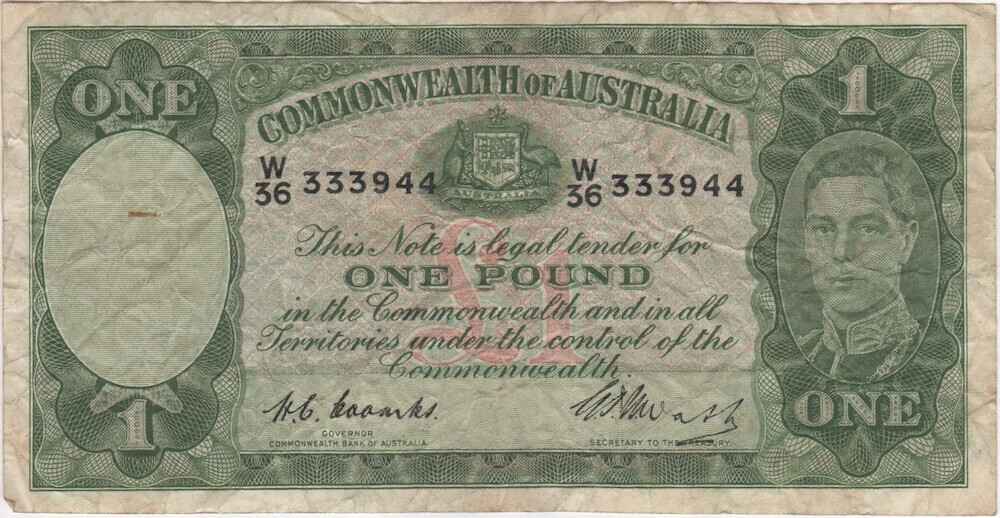 ONE
1
COMMONWEALTH OF AUSTRALIA
W/36 333944
W/36 333944
AUSTRALIA
£1
This Note is legal tender for
ONE POUND
in the Commonwealth and in all
Territories under the control of the
Commonwealth.
H.C. Coombs.
GOVERNOR
COMMONWEALTH BANK OF AUSTRALIA.
SECRETARY TO THE TREASURY.
1
ONE